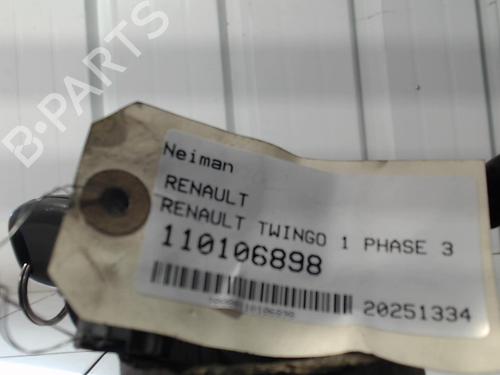 B-PARTS
Neiman
RENAULT
RENAULT TWINGO 1 PHASE 3
110106898
20251334